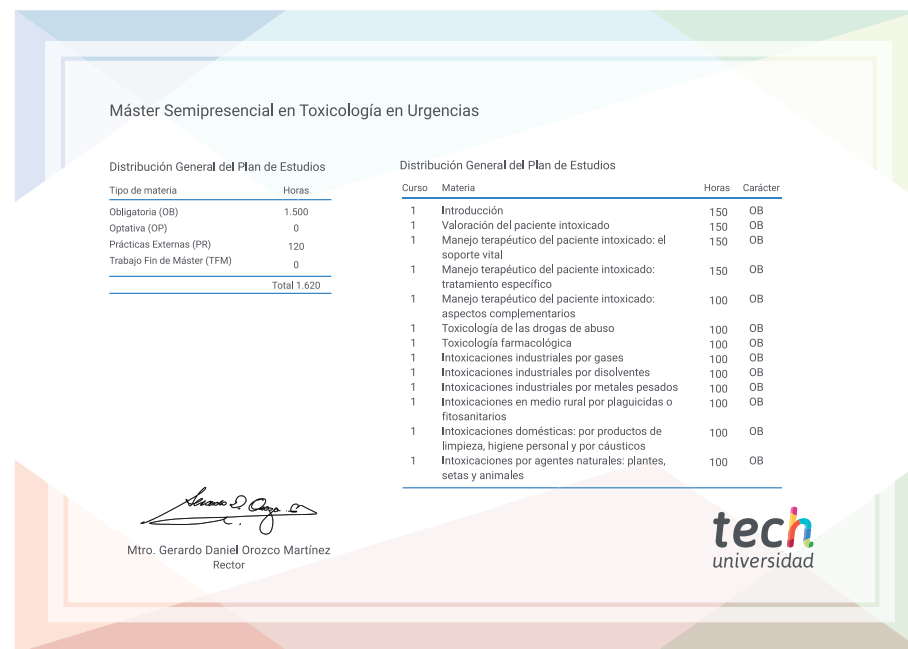 Máster Semipresencial en Toxicología en Urgencias
Distribución General del Plan de Estudios
Tipo de materia Horas
Obligatoria (OB) 1.500
Optativa (OP) 0
Prácticas Externas (PR) 120
Trabajo Fin de Máster (TFM) 0
Total 1.620
Distribución General del Plan de Estudios
Curso Materia Horas Carácter
1 Introducción 150 OB
1 Valoración del paciente intoxicado 150 OB
1 Manejo terapéutico del paciente intoxicado: el 150 OB
soporte vital
1 Manejo terapéutico del paciente intoxicado: 150 OB
tratamiento específico
1 Manejo terapéutico del paciente intoxicado: 100 OB
aspectos complementarios
1 Toxicología de las drogas de abuso 100 OB
1 Toxicología farmacológica 100 OB
1 Intoxicaciones industriales por gases 100 OB
1 Intoxicaciones industriales por disolventes 100 OB
1 Intoxicaciones industriales por metales pesados 100 OB
1 Intoxicaciones en medio rural por plaguicidas o 100 OB
fitosanitarios
1 Intoxicaciones domésticas: por productos de 100 OB
limpieza, higiene personal y por cáusticos
1 Intoxicaciones por agentes naturales: plantas, 100 OB
setas y animales
Mtro. Gerardo Daniel Orozco Martínez
Rector
tech
universidad